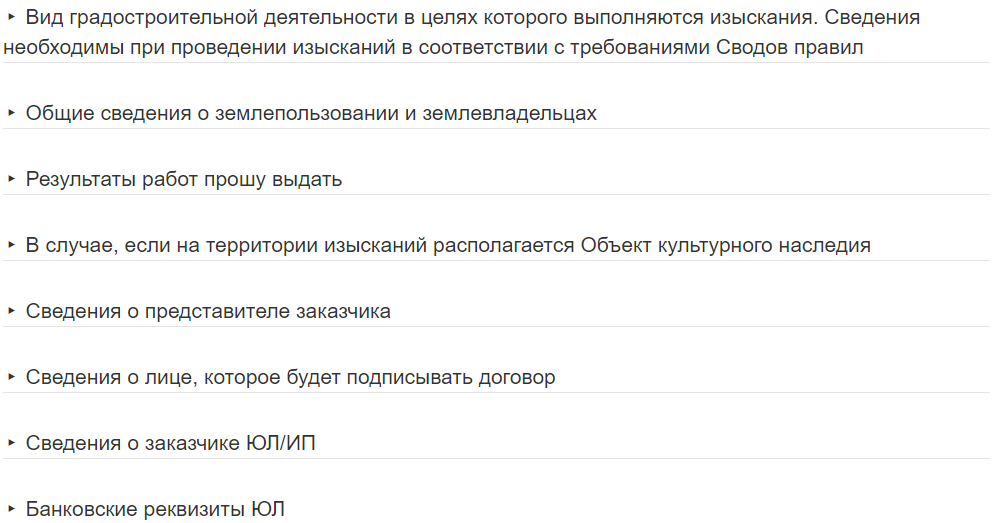 ‣ Вид градостроительной деятельности в целях которого выполняются изыскания. Сведения
необходимы при проведении изысканий в соответствии с требованиями Сводов правил
‣ Общие сведения о землепользовании и землевладельцах
‣ Результаты работ прошу выдать
‣ В случае, если на территории изысканий располагается Объект культурного наследия
‣ Сведения о представителе заказчика
‣ Сведения о лице, которое будет подписывать договор
‣ Сведения о заказчике ЮЛ/ИП
‣ Банковские реквизиты ЮЛ